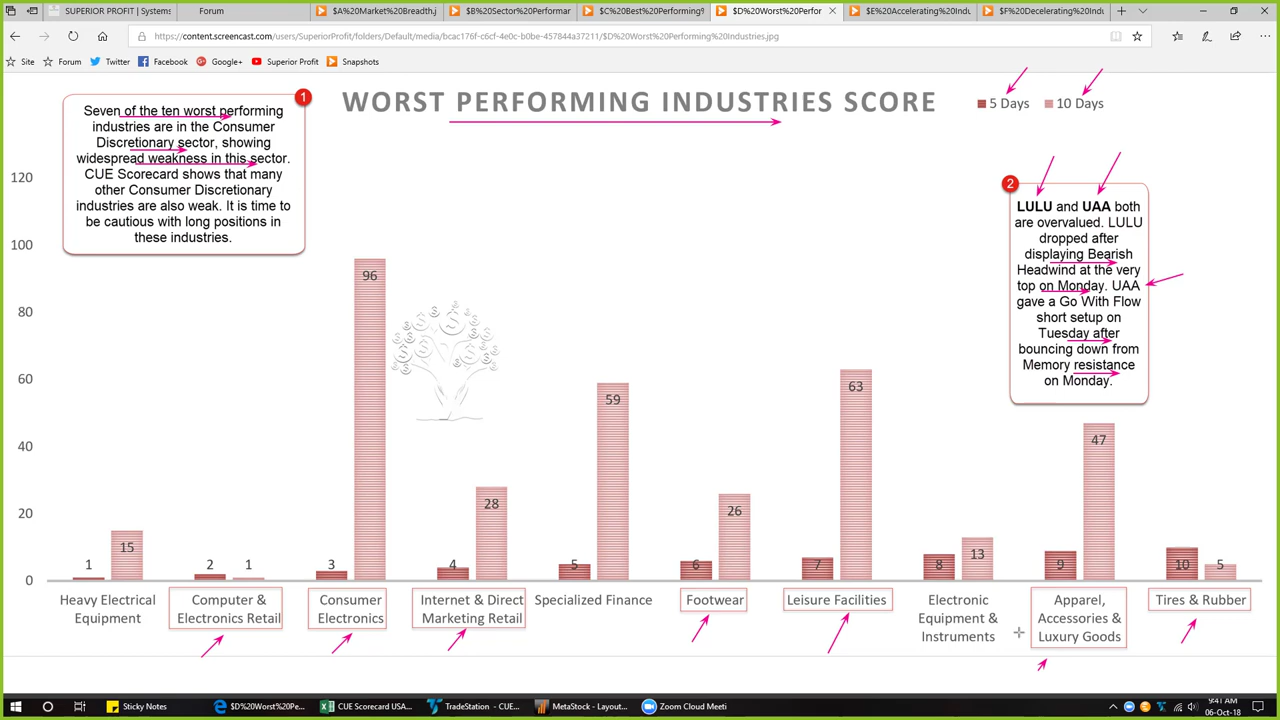 SUPERIOR PROFIT | Systems
Forum
$A%20Market%20Breadth.j
$B%20Sector%20Performar
$C%20Best%20Performing%
$D%20Worst%20Perfor
$E%20Accelerating%20Indu
$F%20Decelerating%20Indu
https://content.screencast.com/users/SuperiorProfit/folders/Default/media/bcac176f-c6cf-4e0c-b0be-457844a37211/$D%20Worst%20Performing%20Industries.jpg
Site
Forum
Twitter
Facebook
Google+
Superior Profit
Snapshots
1
Seven of the ten worst performing
industries are in the Consumer
Discretionary sector, showing
widespread weakness in this sector.
CUE Scorecard shows that many
other Consumer Discretionary
industries are also weak. It is time to
be cautious with long positions in
these industries.
WORST PERFORMING INDUSTRIES SCORE
5 Days
10 Days
2
LULU and UAA both
are overvalued. LULU
dropped after
displaying Bearish
Headwind at the very
top on Monday. UAA
gave a Go With Flow
short setup on
Tuesday after
bouncing down from
Memory resistance
on Monday.
120
100
80
60
40
20
0
1
15
2
1
3
96
4
28
5
59
6
26
7
63
8
13
9
47
10
5
Heavy Electrical
Equipment
Computer &
Electronics Retail
Consumer
Electronics
Internet & Direct
Marketing Retail
Specialized Finance
Footwear
Leisure Facilities
Electronic
Equipment &
Instruments
Apparel,
Accessories &
Luxury Goods
Tires & Rubber
Sticky Notes
$D%20Worst%20Pe...
CUE Scorecard USA...
TradeStation - CUE...
MetaStock - Layout...
Zoom Cloud Meeti
9:41 AM
06-Oct-18